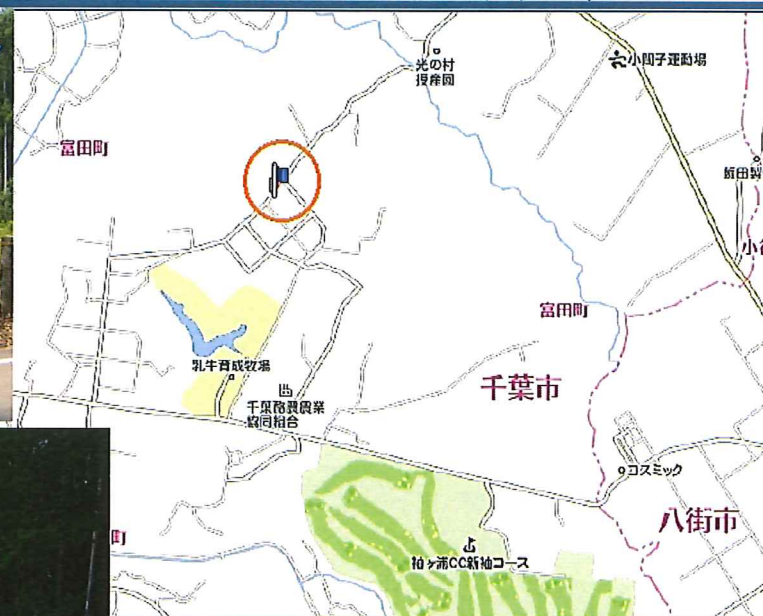 光の村
授産園
小間子運動場
富田町
飯田製
小谷
富田町
乳牛育成牧場
千葉市
千葉酪農農業
協同組合
コスミック
八街市
町
袖ヶ浦CC新袖コース